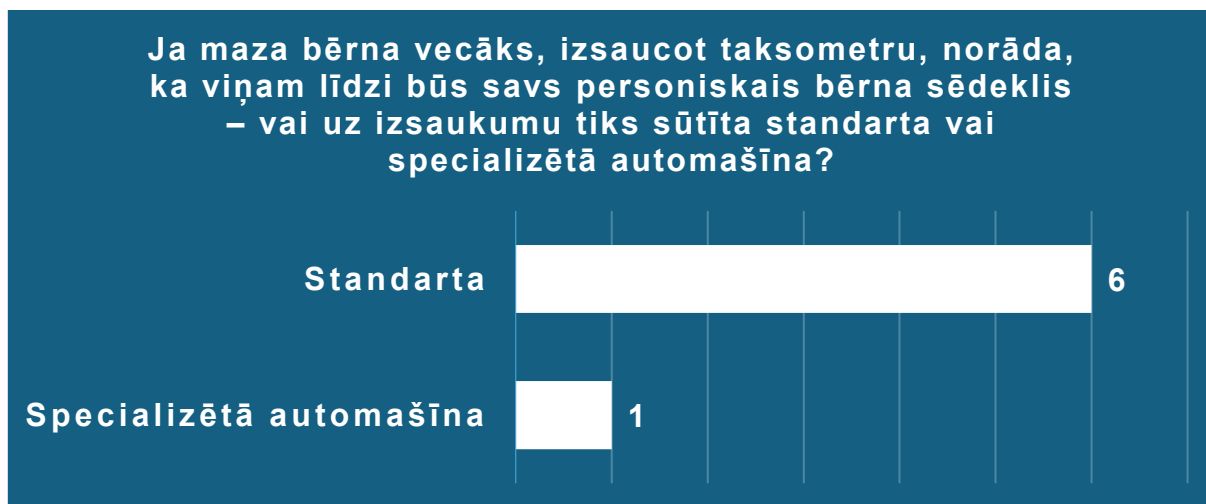 Ja maza bērna vecāks, izsaucot taksometru, norāda,
ka viņam līdzi būs savs personiskais bērna sēdeklis
– vai uz izsaukumu tiks sūtīta standarta vai
specializētā automašīna?
Standarta
6
Specializētā automašīna
1